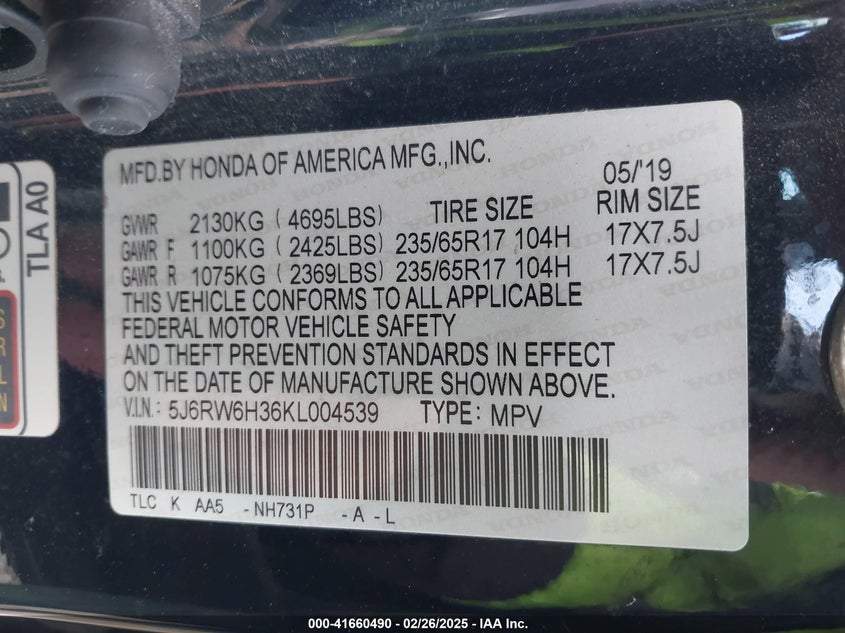 MFD.BY HONDA OF AMERICA MFG.,INC. 05/'19
GVWR 2130KG (4695LBS) TIRE SIZE RIM SIZE
GAWR F 1100KG (2425LBS) 235/65R17 104H 17X7.5J
GAWR R 1075KG (2369LBS) 235/65R17 104H 17X7.5J
THIS VEHICLE CONFORMS TO ALL APPLICABLE
FEDERAL MOTOR VEHICLE SAFETY
AND THEFT PREVENTION STANDARDS IN EFFECT
ON THE DATE OF MANUFACTURE SHOWN ABOVE.
V.I.N.: 5J6RW6H36KL004539 TYPE: MPV
TLC K AA5 -NH731P -A -L
TLA A0
000-41660490 - 02/26/2025 - IAA Inc.